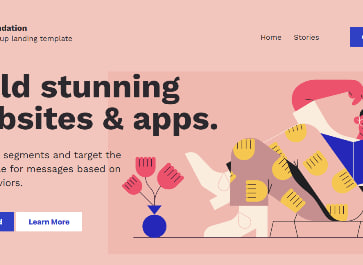 ndation
up landing template
Home Stories
ld stunning
bsites & apps.
segments and target the
e for messages based on
viors.
Learn More